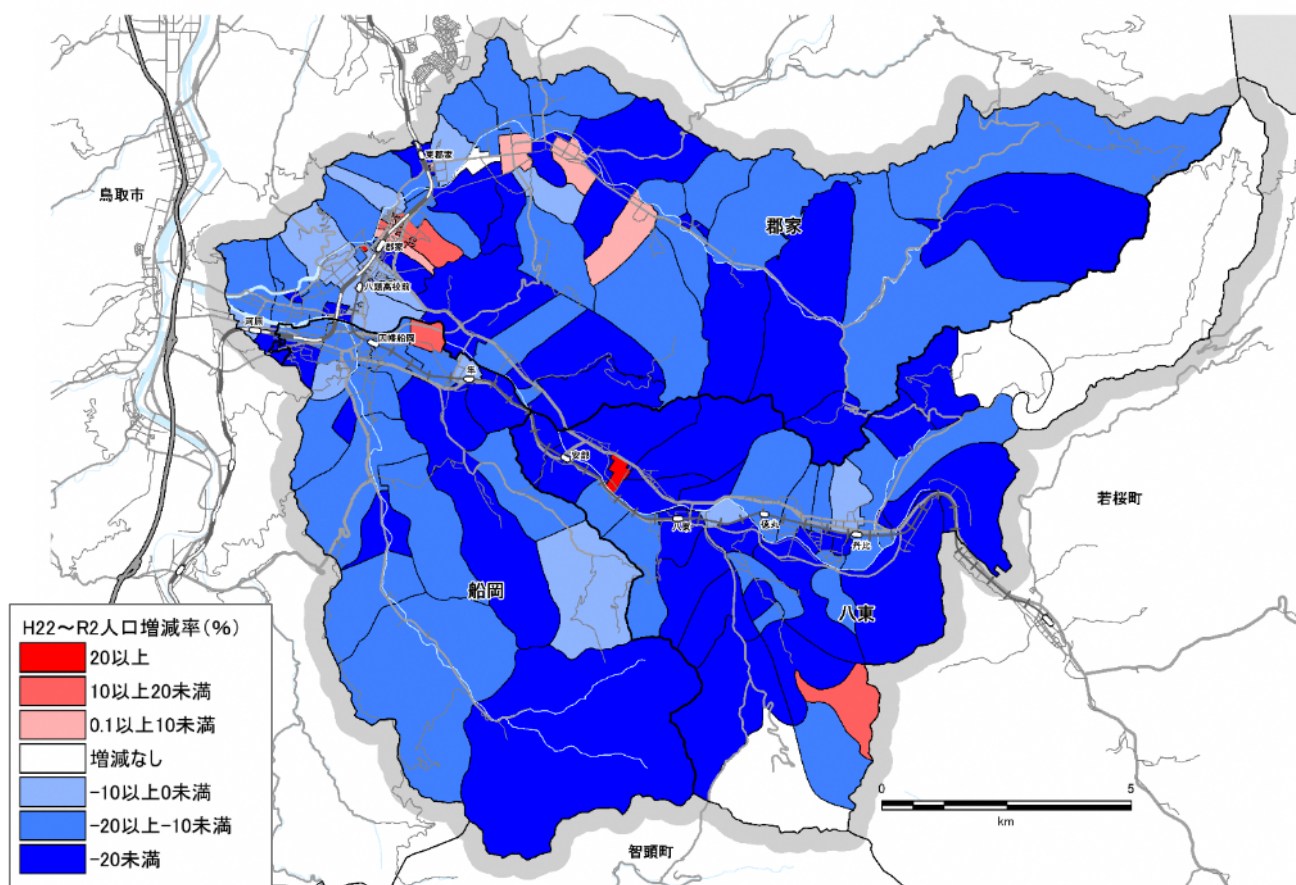 東郡家
鳥取市
郡家
郡家
八頭高校前
河原
因幡船岡
隼
若桜町
安部
徳丸
八東
丹比
船岡
八東
H22～R2人口増減率(%)
20以上
10以上20未満
0.1以上10未満
増減なし
-10以上0未満
-20以上-10未満
-20未満
0
5
km
智頭町